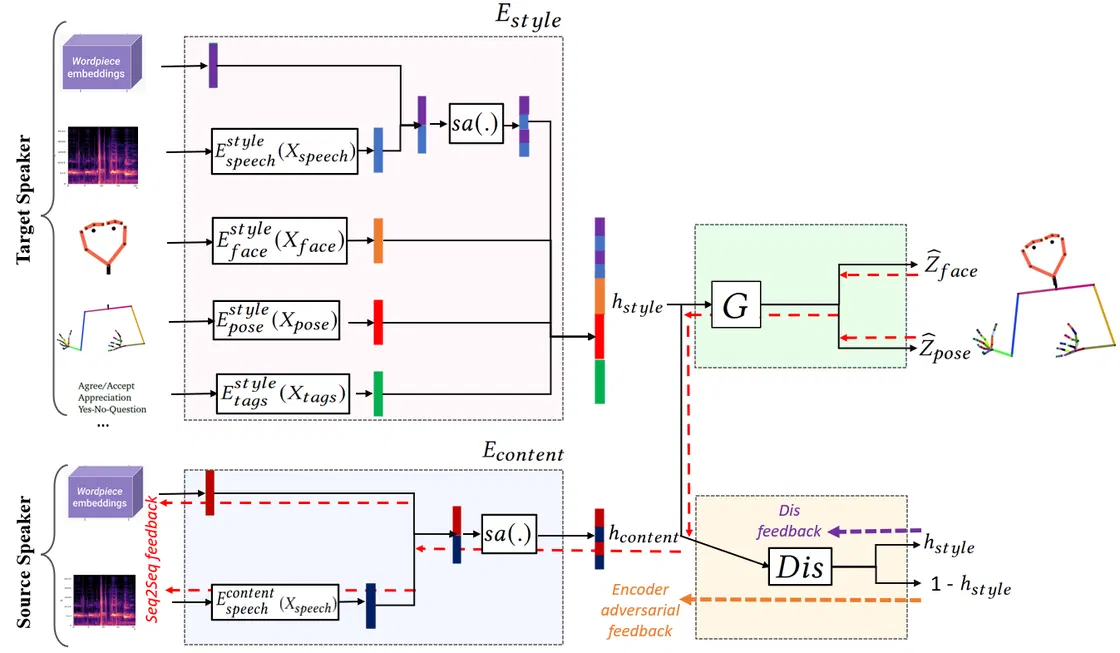 E_style
Target Speaker
Wordpiece
embeddings
sa(.)
E^style_speech (X_speech)
E^style_face (X_face)
E^style_pose (X_pose)
E^style_tags (X_tags)
Agree/Accept
Appreciation
Yes-No-Question
...
h_style
G
Ẑ_face
Ẑ_pose
E_content
Source Speaker
Wordpiece
embeddings
Seq2Seq feedback
E^content_speech (X_speech)
sa(.)
h_content
Dis
feedback
Dis
h_style
1 - h_style
Encoder
adversarial
feedback